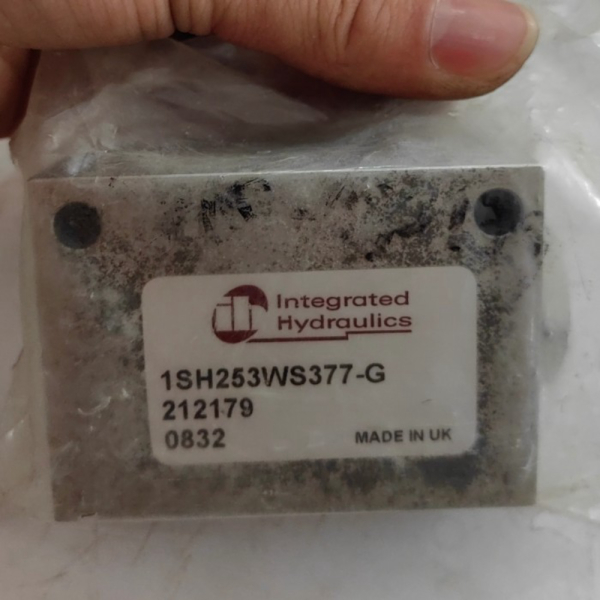 Integrated
Hydraulics
1SH253WS377-G
212179
0832
MADE IN UK